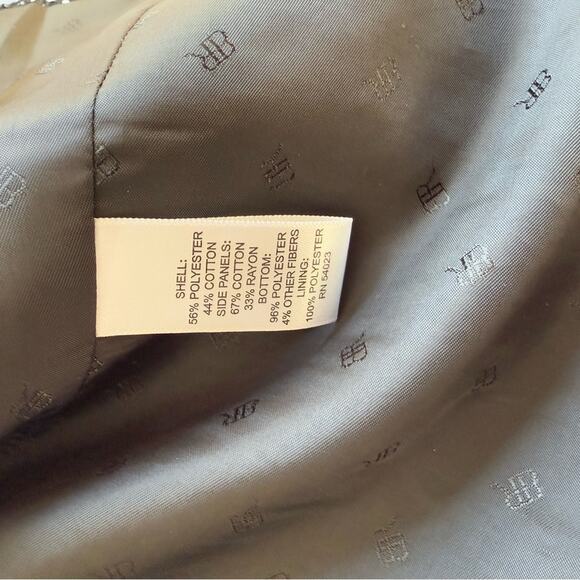 SHELL:
56% POLYESTER
44% COTTON
SIDE PANELS:
67% COTTON
33% RAYON
BOTTOM:
96% POLYESTER
4% OTHER FIBERS
LINING:
100% POLYESTER
RN 54023